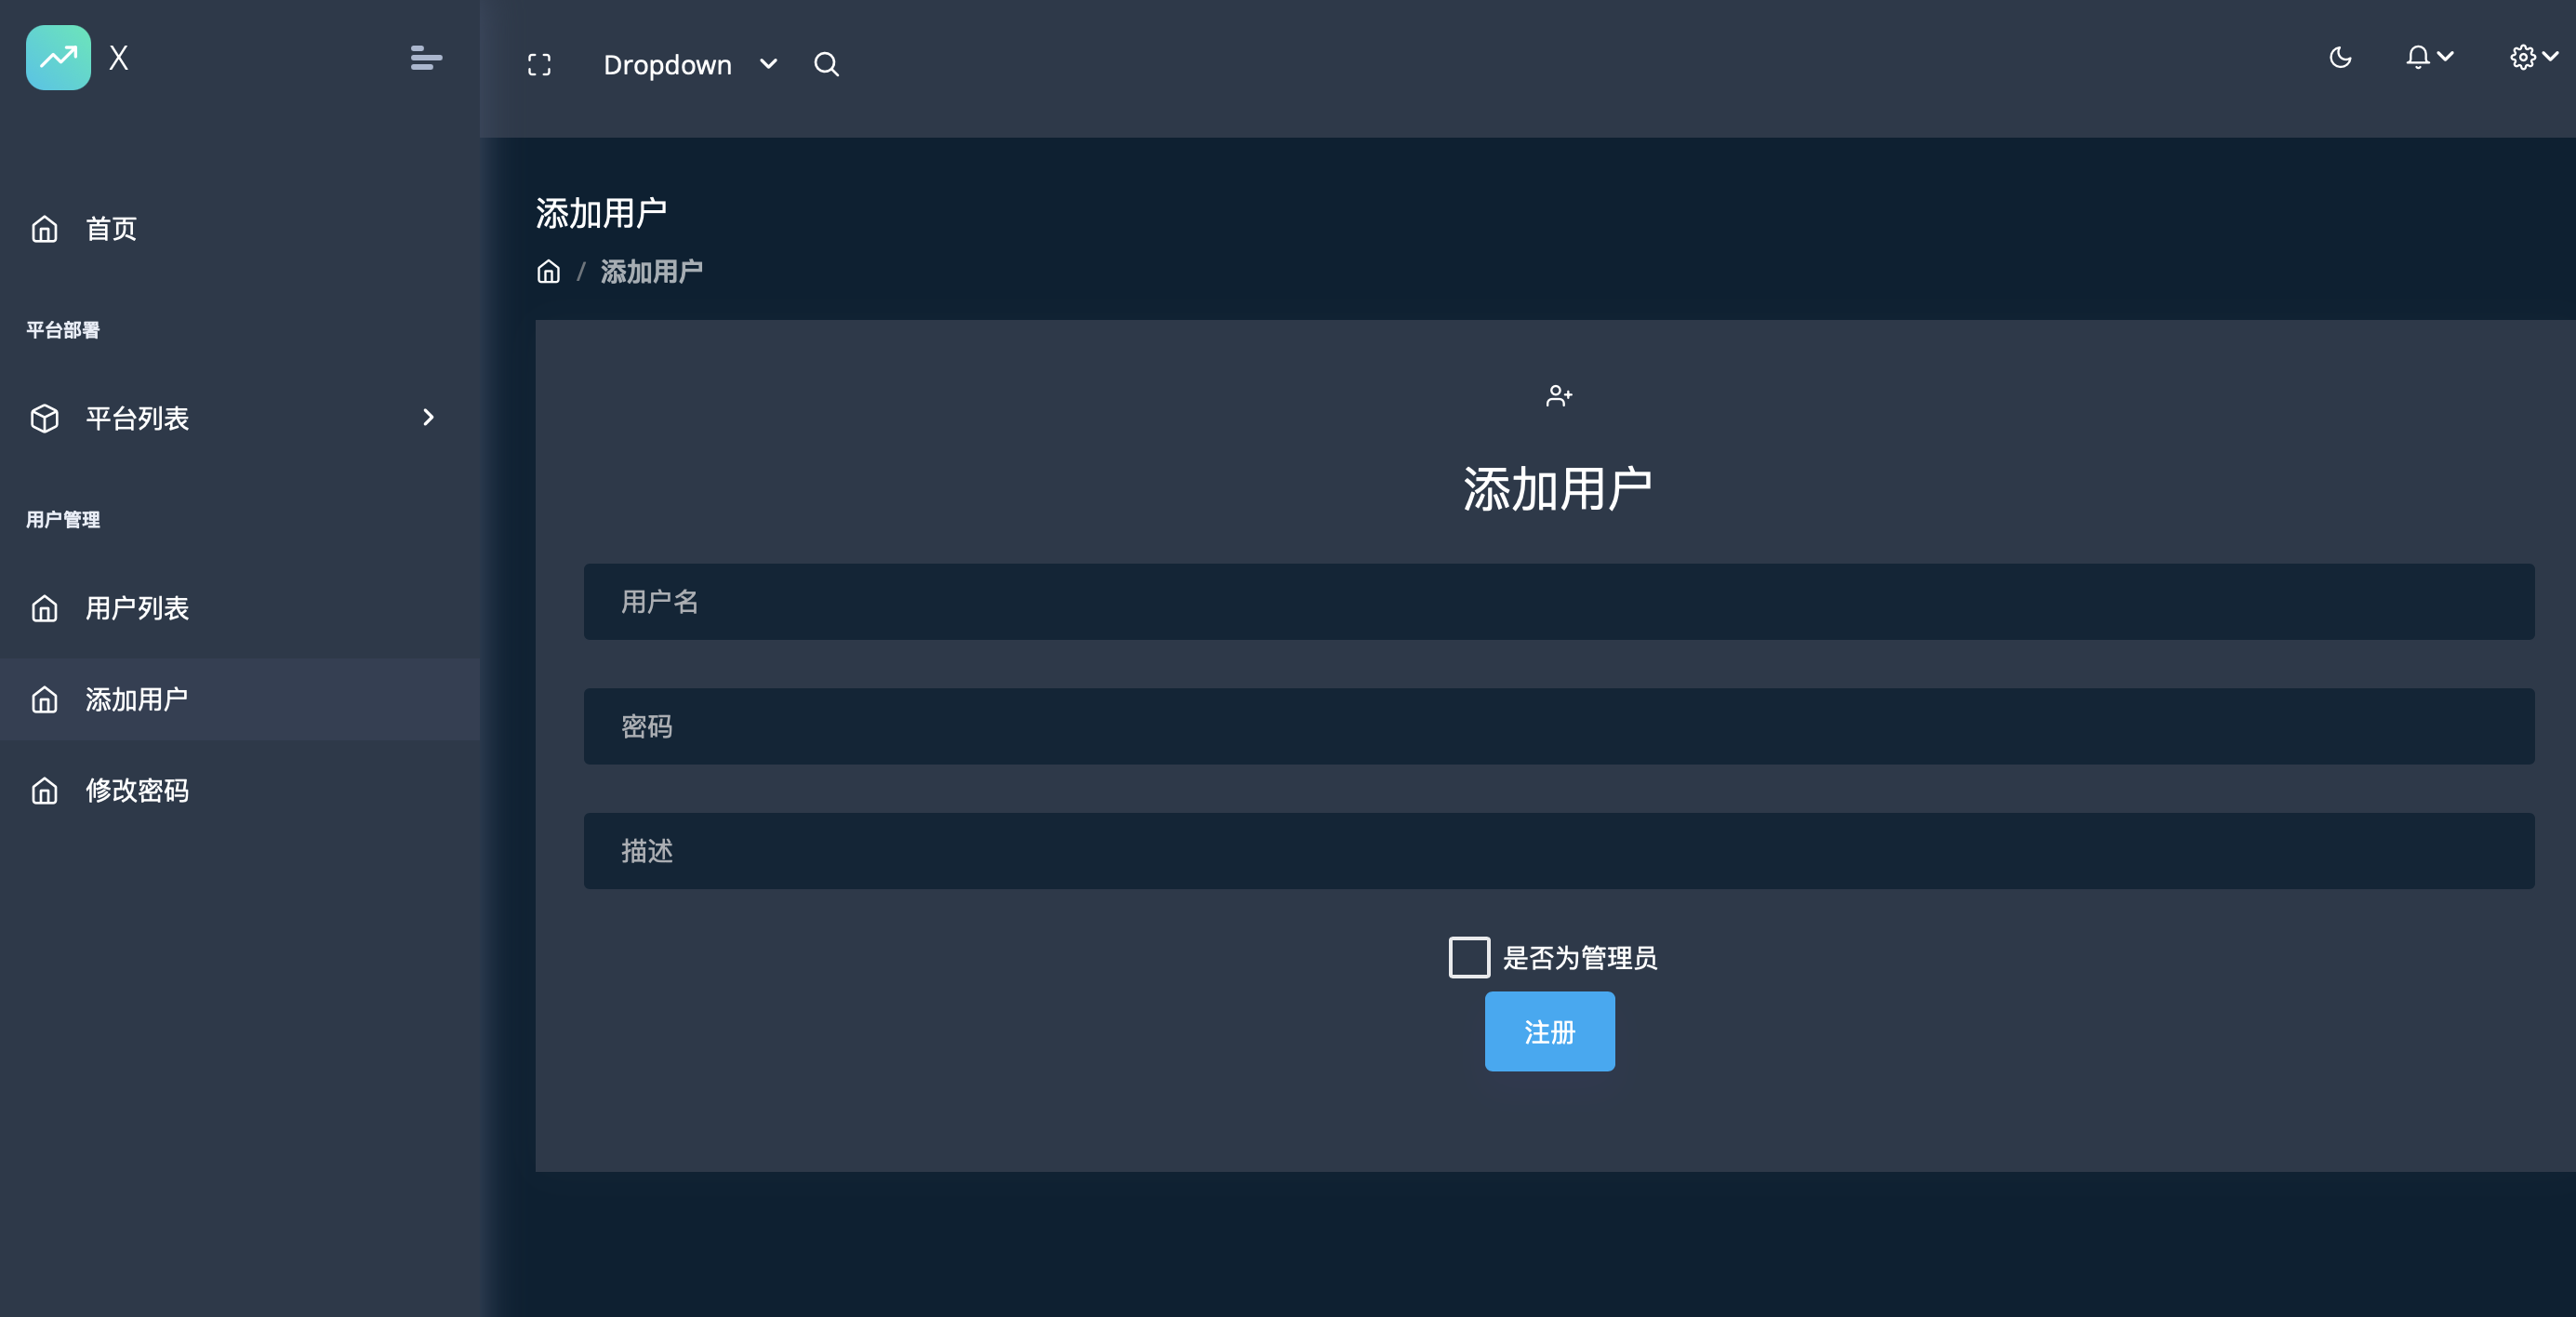 X
首页
平台部署
平台列表
用户管理
用户列表
添加用户
修改密码
Dropdown
添加用户
/ 添加用户
添加用户
用户名
密码
描述
是否为管理员
注册